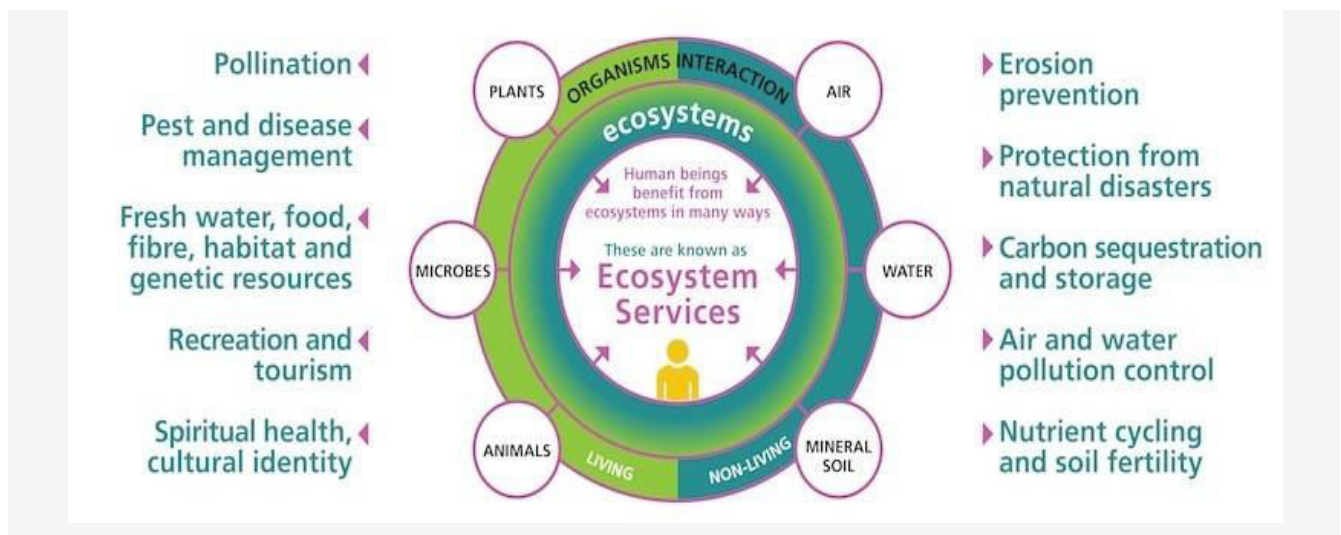 Pollination
Pest and disease
management
Fresh water, food,
fibre, habitat and
genetic resources
Recreation and
tourism
Spiritual health,
cultural identity
PLANTS
MICROBES
ANIMALS
ORGANISMS
INTERACTION
ecosystems
Human beings
benefit from
ecosystems in many ways
These are known as
Ecosystem
Services
LIVING
NON-LIVING
AIR
WATER
MINERAL
SOIL
Erosion
prevention
Protection from
natural disasters
Carbon sequestration
and storage
Air and water
pollution control
Nutrient cycling
and soil fertility